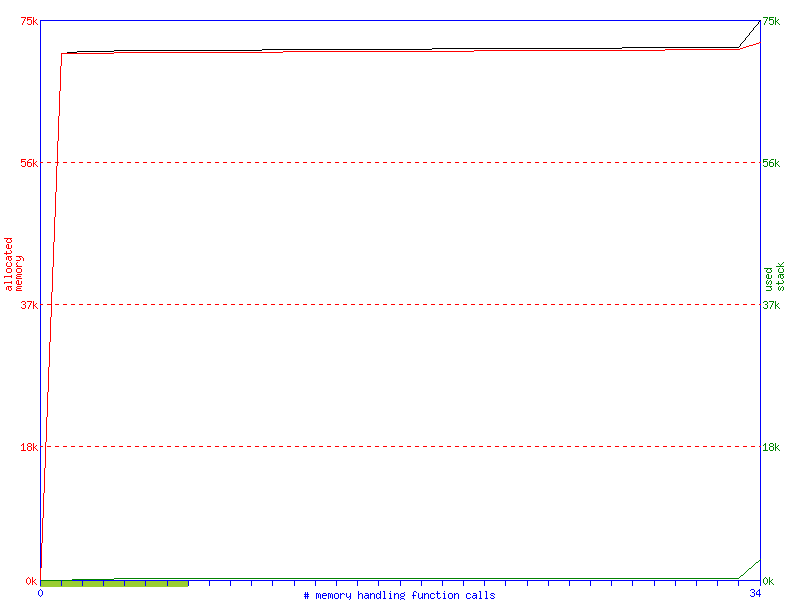 75k
75k
56k
56k
allocated
memory
used
stack
37k
37k
18k
18k
0k
0k
0
# memory handling function calls
34